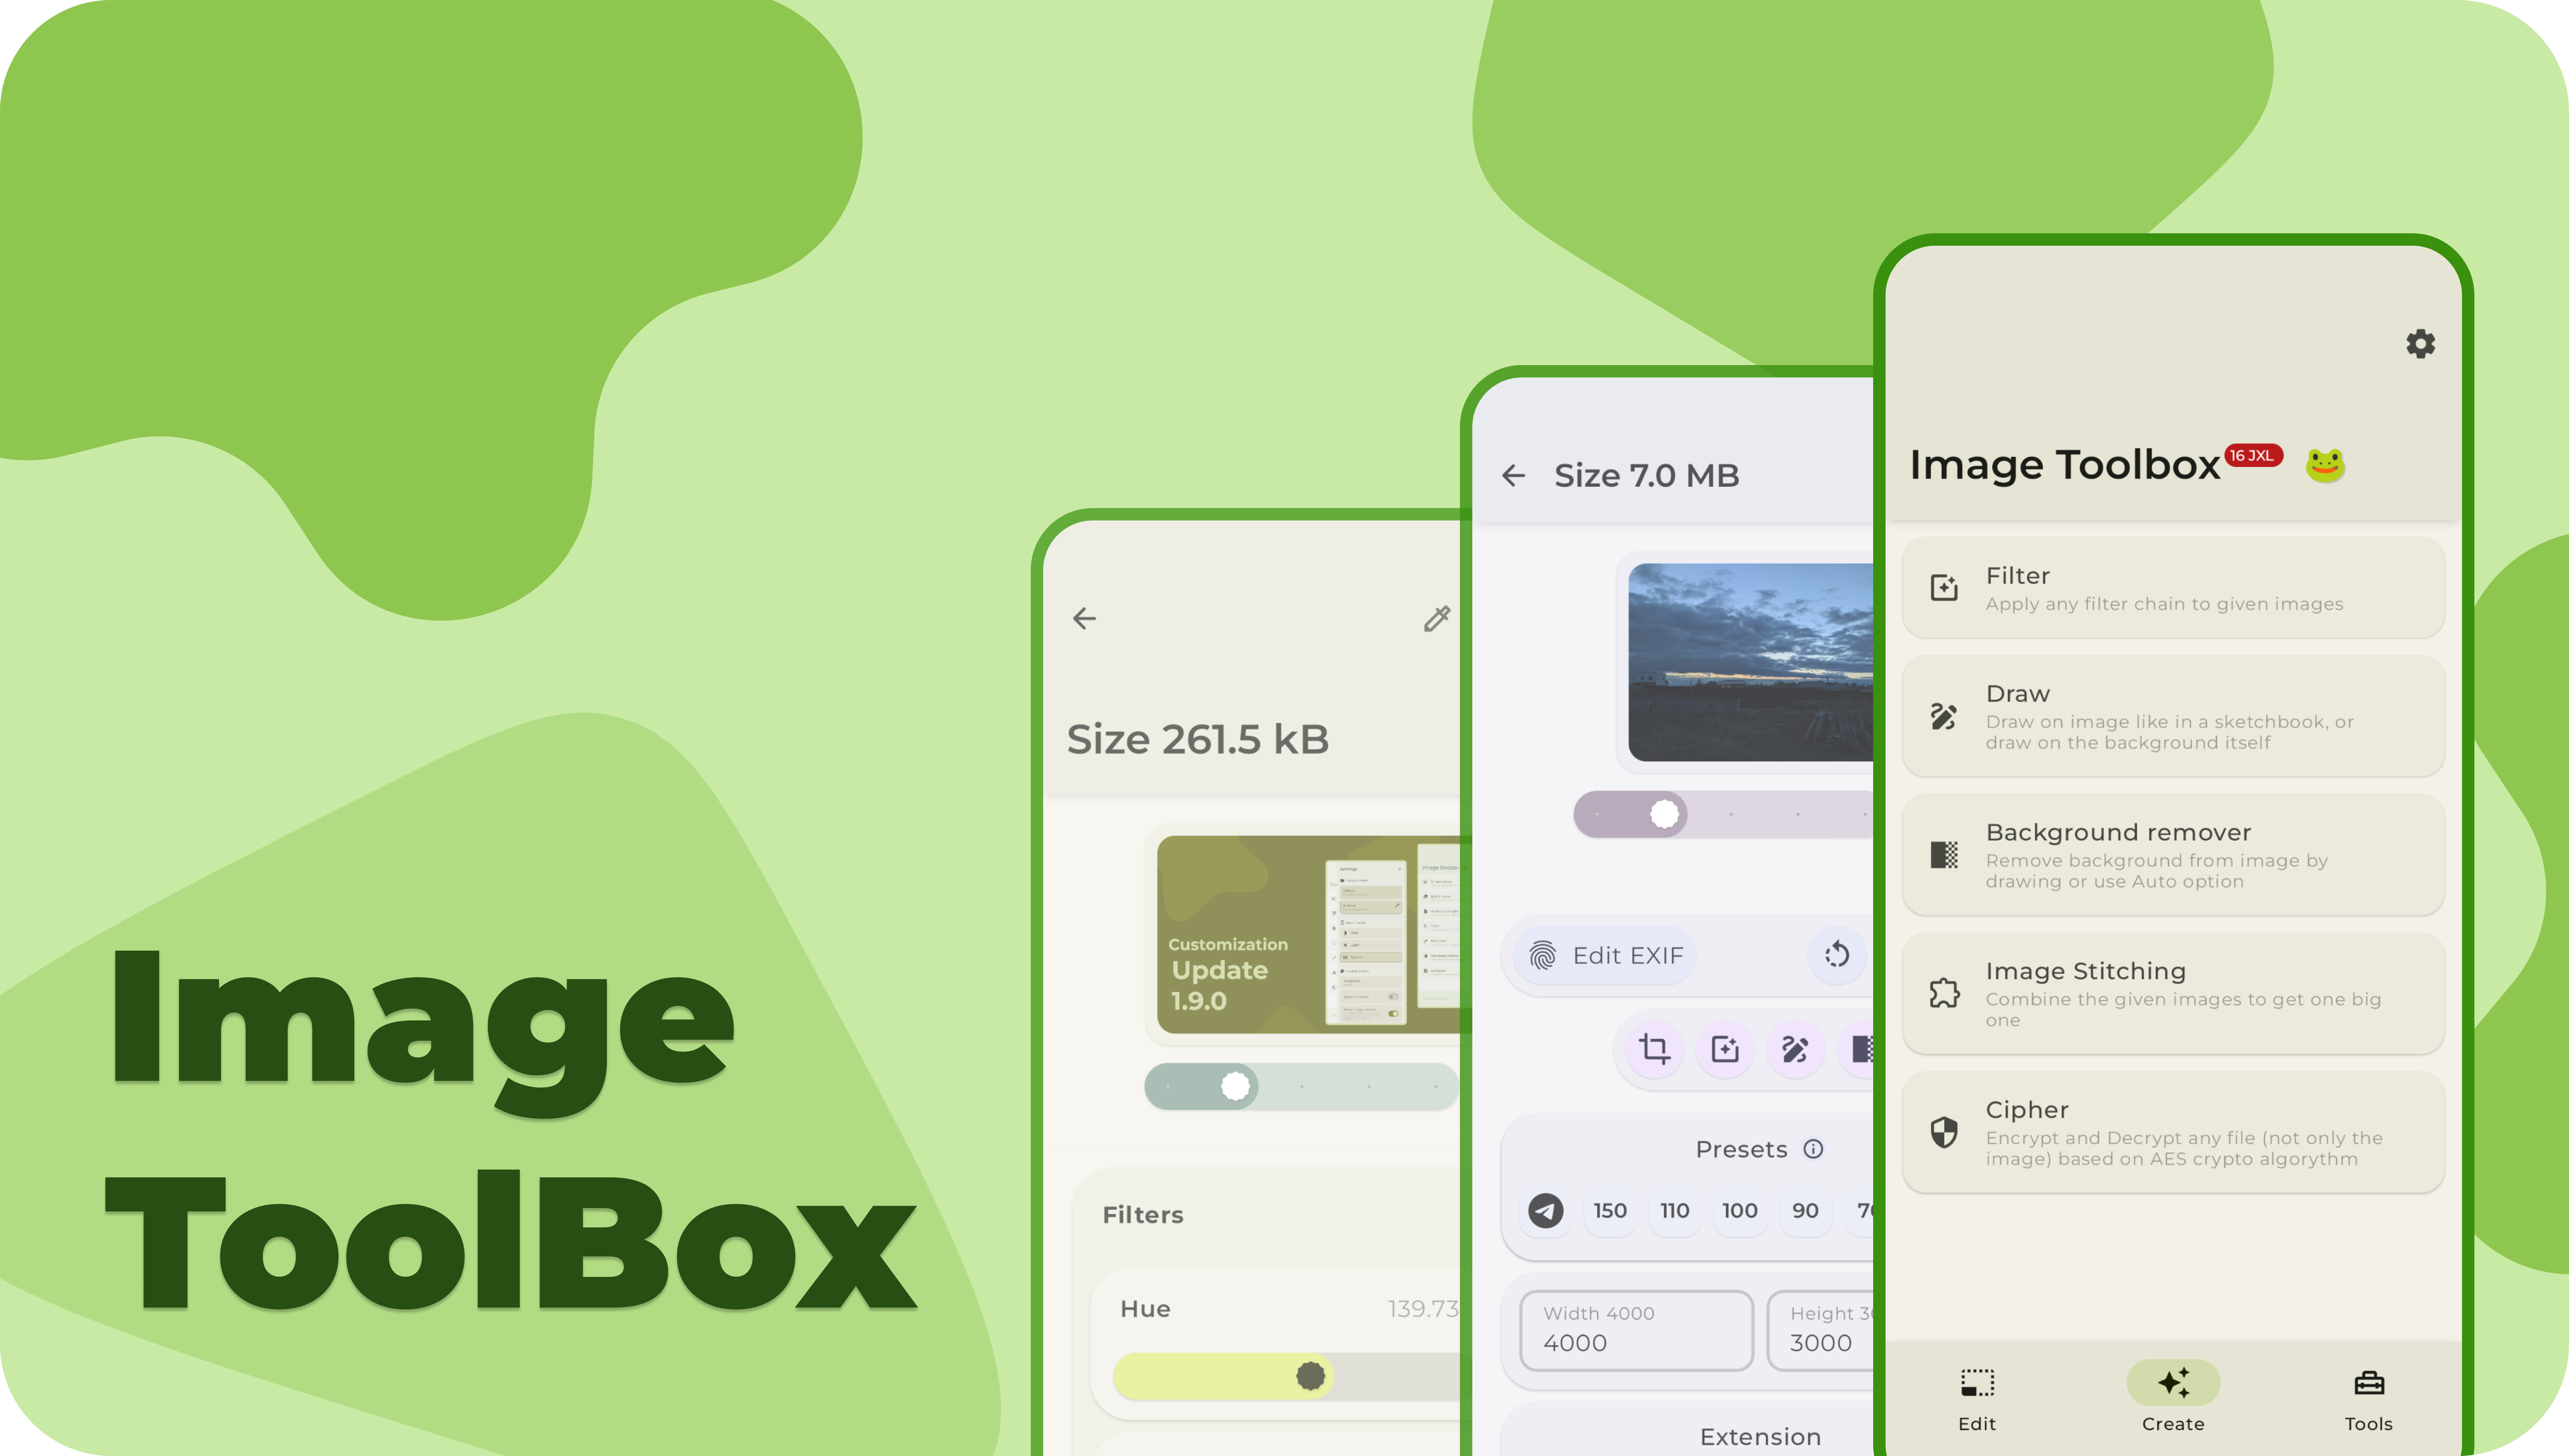 Image
ToolBox
Size 261.5 kB
Customization
Update
1.9.0
Settings
Filters
Hue 139.73
Size 7.0 MB
Edit EXIF
Presets
150 110 100 90
Width 4000
4000
Height
3000
Extension
Image Toolbox 16 JXL
Filter
Apply any filter chain to given images
Draw
Draw on image like in a sketchbook, or
draw on the background itself
Background remover
Remove background from image by
drawing or use Auto option
Image Stitching
Combine the given images to get one big
one
Cipher
Encrypt and Decrypt any file (not only the
image) based on AES crypto algorythm
Edit Create Tools